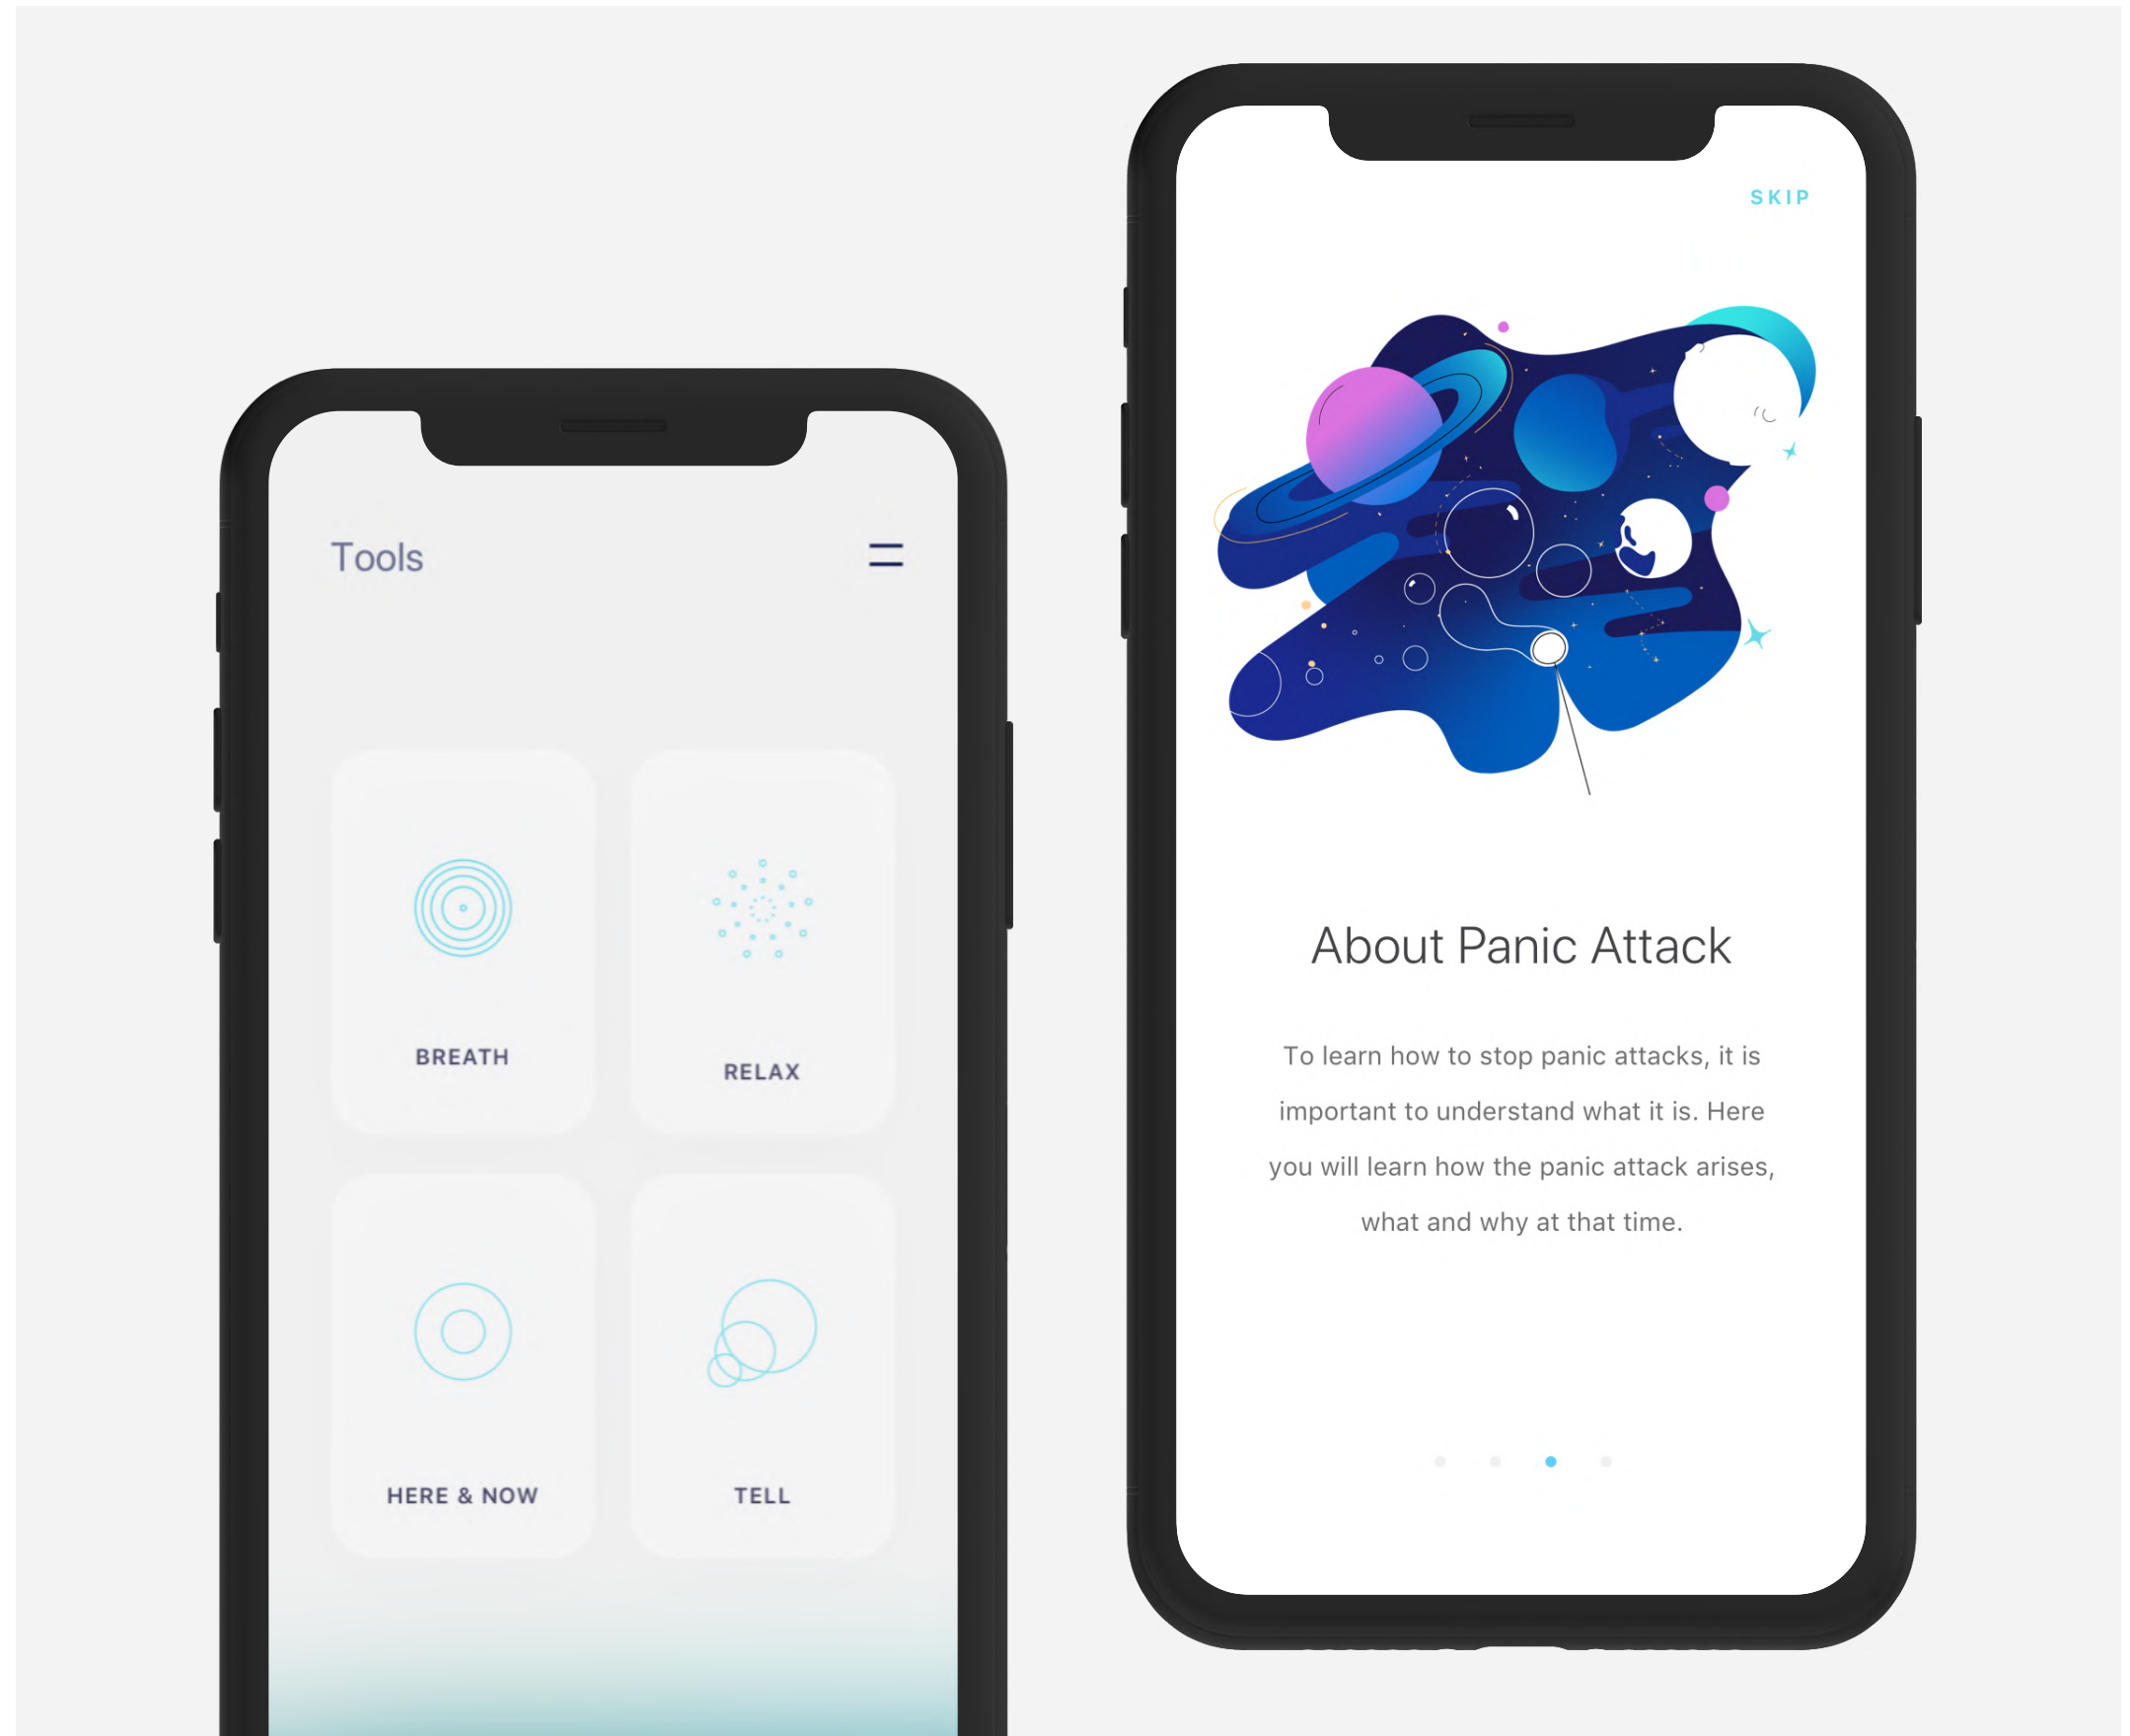 Tools
BREATH
RELAX
HERE & NOW
TELL
SKIP
About Panic Attack
To learn how to stop panic attacks, it is
important to understand what it is. Here
you will learn how the panic attack arises,
what and why at that time.